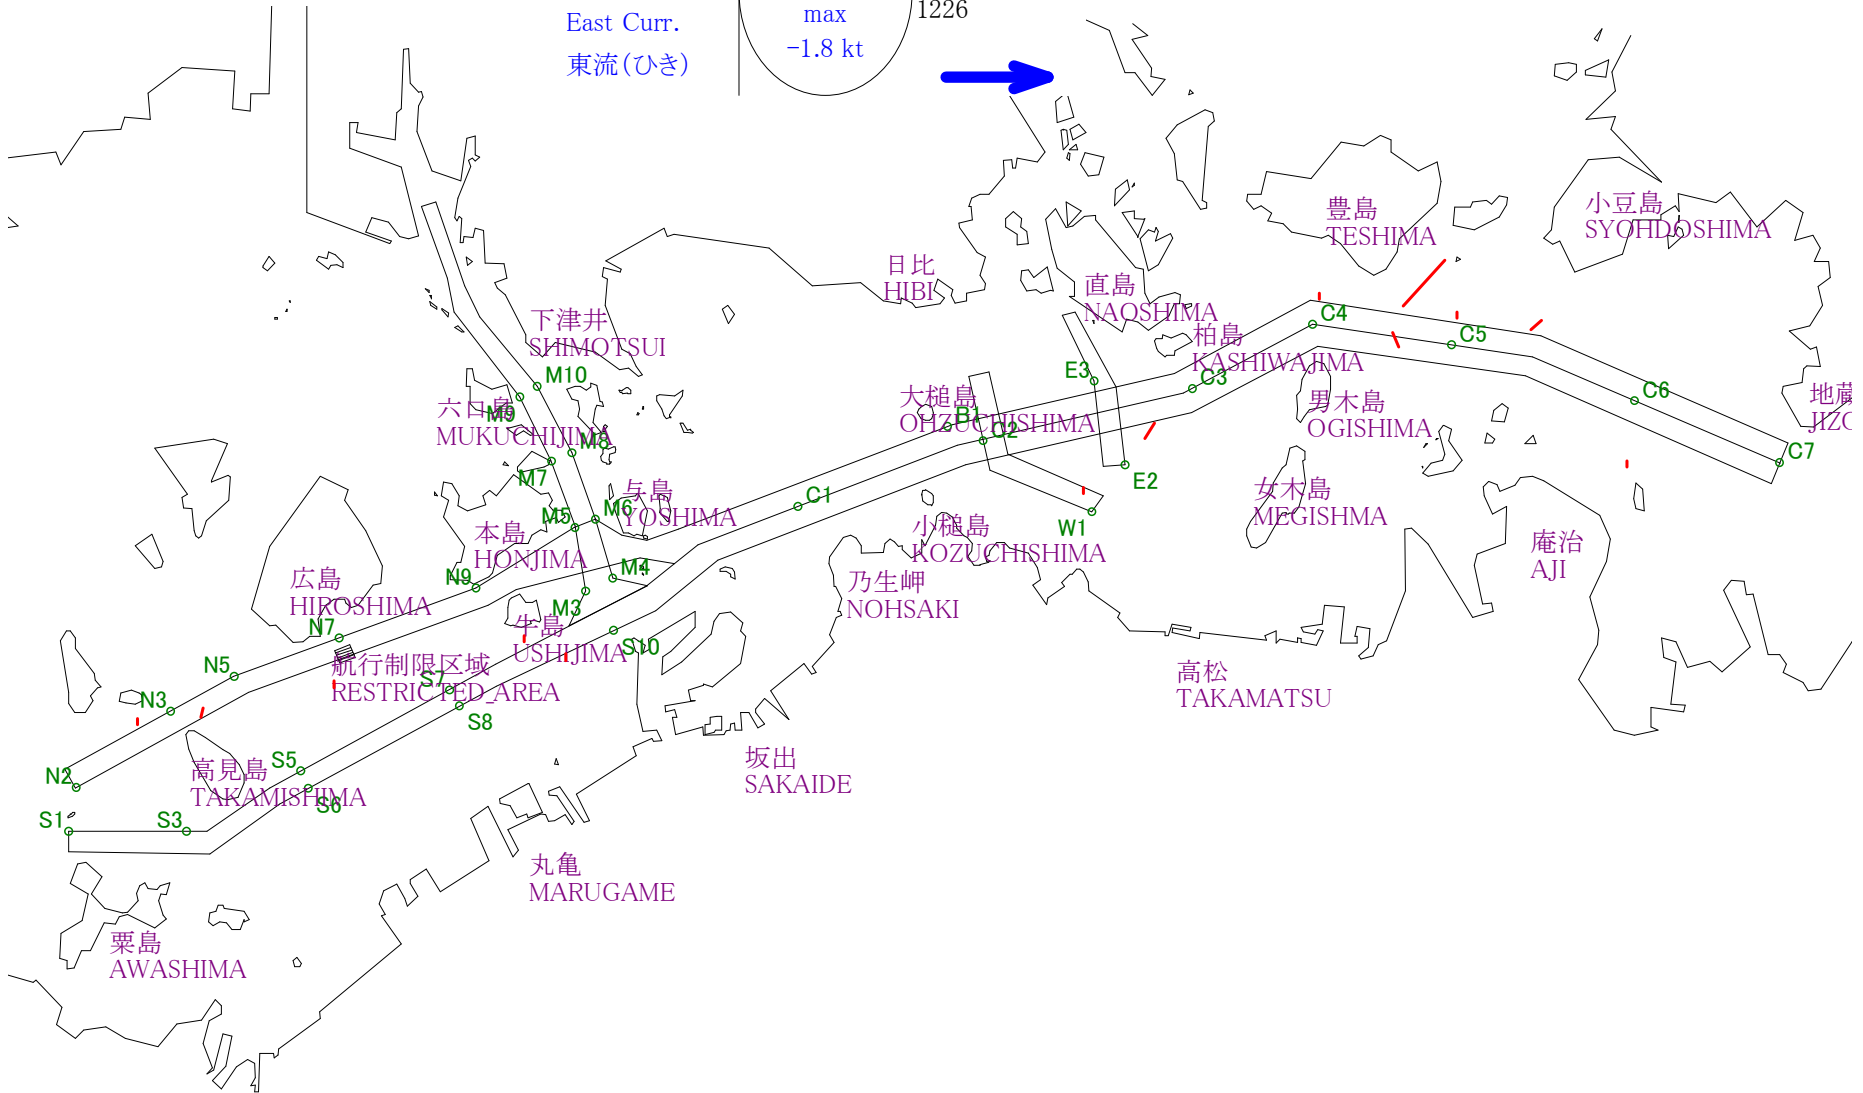 East Curr.
東流(ひき)
max
-1.8 kt
1226
豊島
TESHIMA
小豆島
SYOHDOSHIMA
日比
HIBI
直島
NAOSHIMA
下津井
SHIMOTSUI
柏島
KASHIWAJIMA
C4
C5
M10
E3
C3
C6
M9
六口島
MUKUCHIJIMA
大槌島
OHZUCHISHIMA
B1
C2
男木島
OGISHIMA
地蔵
JIZO
M8
M7
E2
C7
与島
YOSHIMA
C1
女木島
MEGISHMA
M5
M6
W1
本島
HONJIMA
小槌島
KOZUCHISHIMA
庵治
AJI
広島
HIROSHIMA
N9
M4
M3
乃生岬
NOHSAKI
N7
牛島
USHIJIMA
S10
N5
航行制限区域
RESTRICTED_AREA
S7
高松
TAKAMATSU
N3
S8
N2
高見島
TAKAMISHIMA
S5
S6
坂出
SAKAIDE
S1
S3
丸亀
MARUGAME
粟島
AWASHIMA